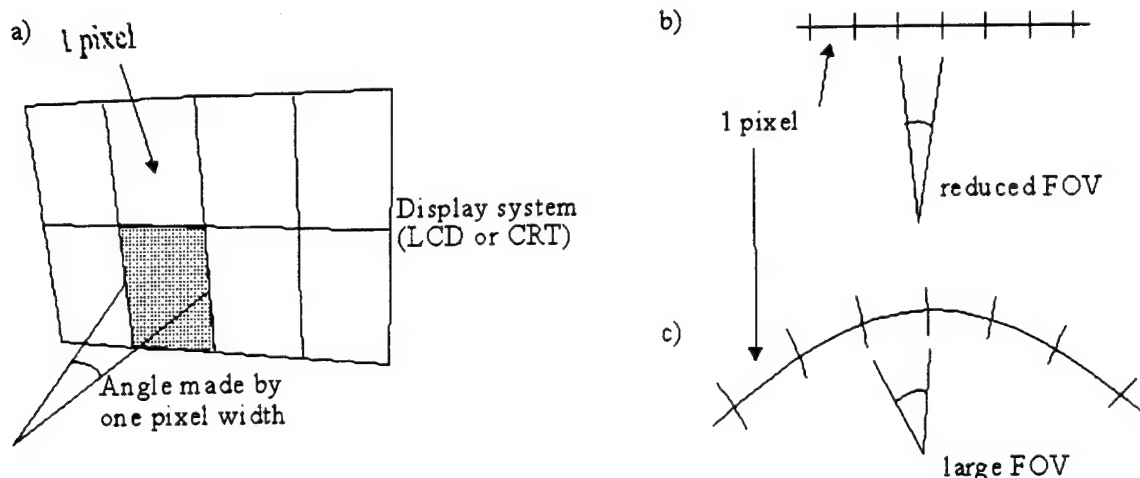 a)
1 pixel
Display system
(LCD or CRT)
Angle made by
one pixel width
b)
1 pixel
reduced FOV
c)
large FOV